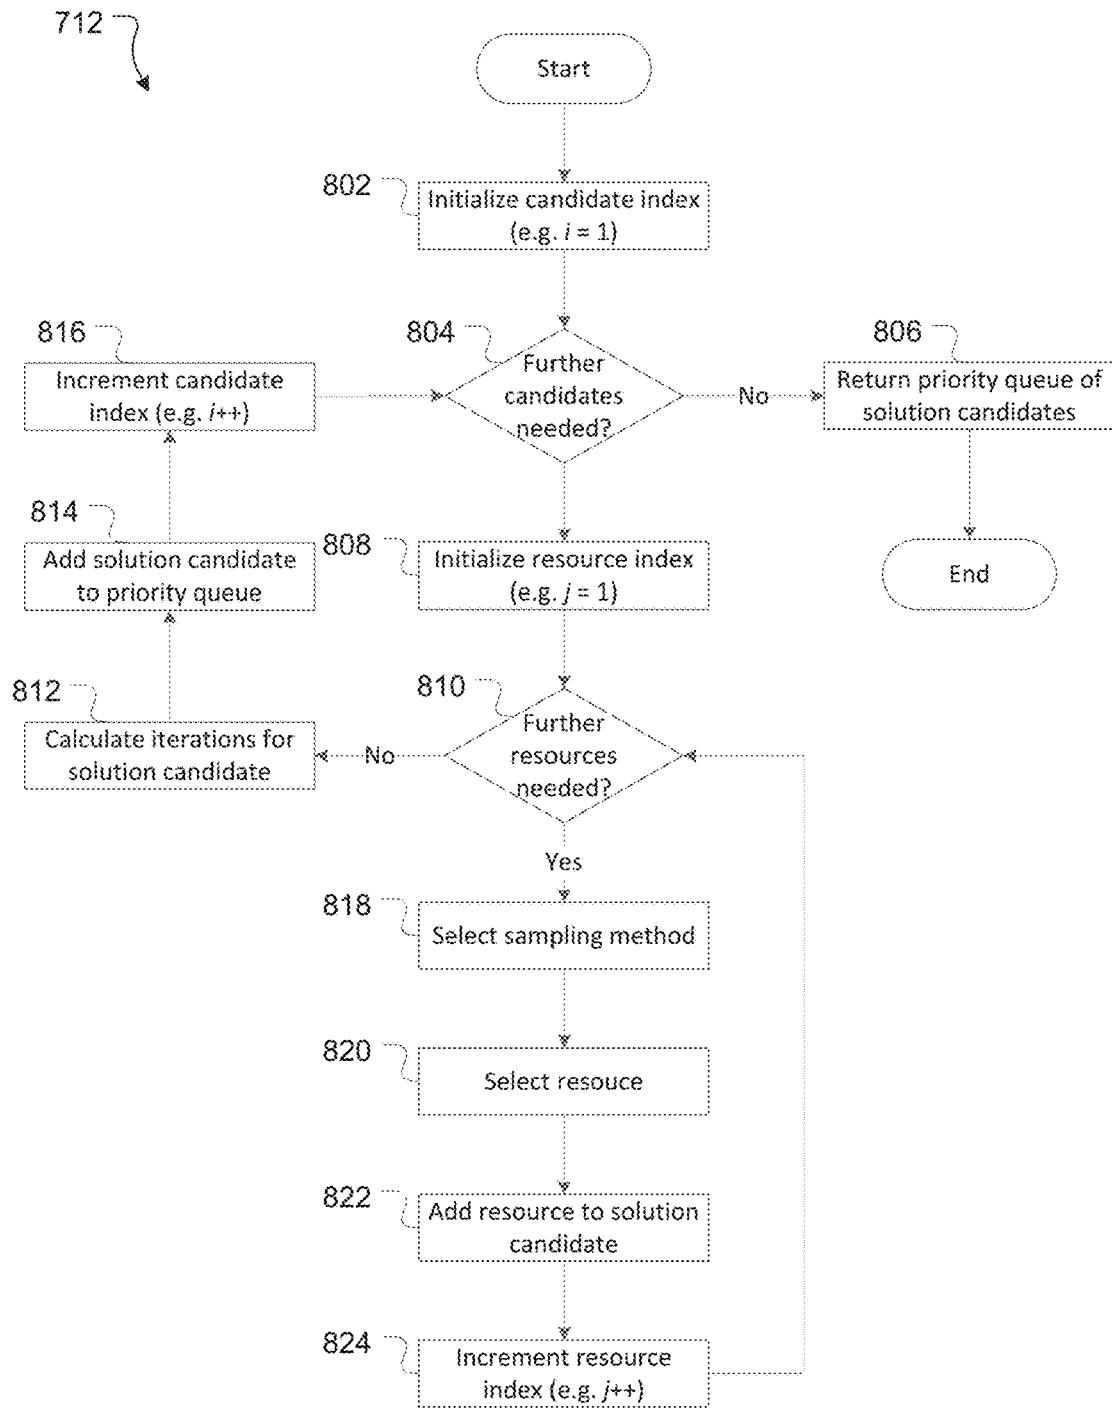 712
Start
802
Initialize candidate index
(e.g. i = 1)
816
804
806
Increment candidate
index (e.g. i++)
Further
candidates
needed?
No
Return priority queue of
solution candidates
814
808
Add solution candidate
to priority queue
Initialize resource index
(e.g. j = 1)
End
812
810
Calculate iterations for
solution candidate
No
Further
resources
needed?
Yes
818
Select sampling method
820
Select resouce
822
Add resource to solution
candidate
824
Increment resource
index (e.g. j++)